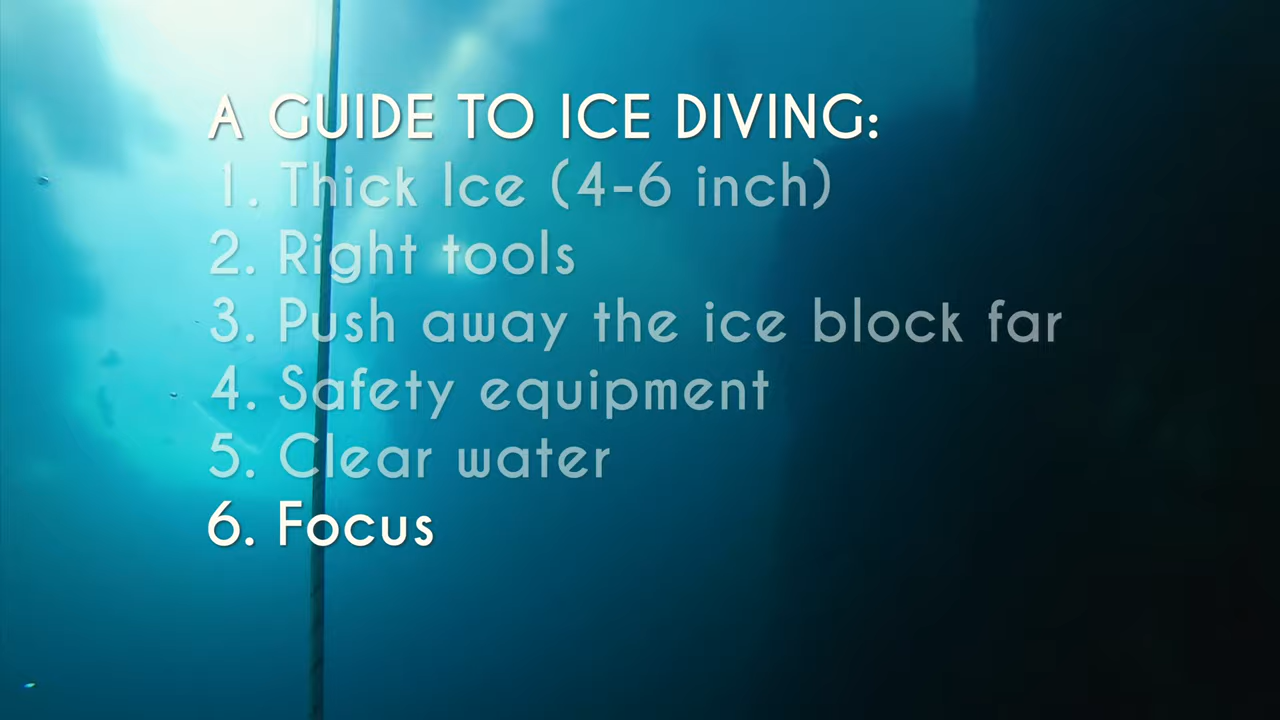 A GUIDE TO ICE DIVING:
1. Thick Ice (4-6 inch)
2. Right tools
3. Push away the ice block far
4. Safety equipment
5. Clear water
6. Focus